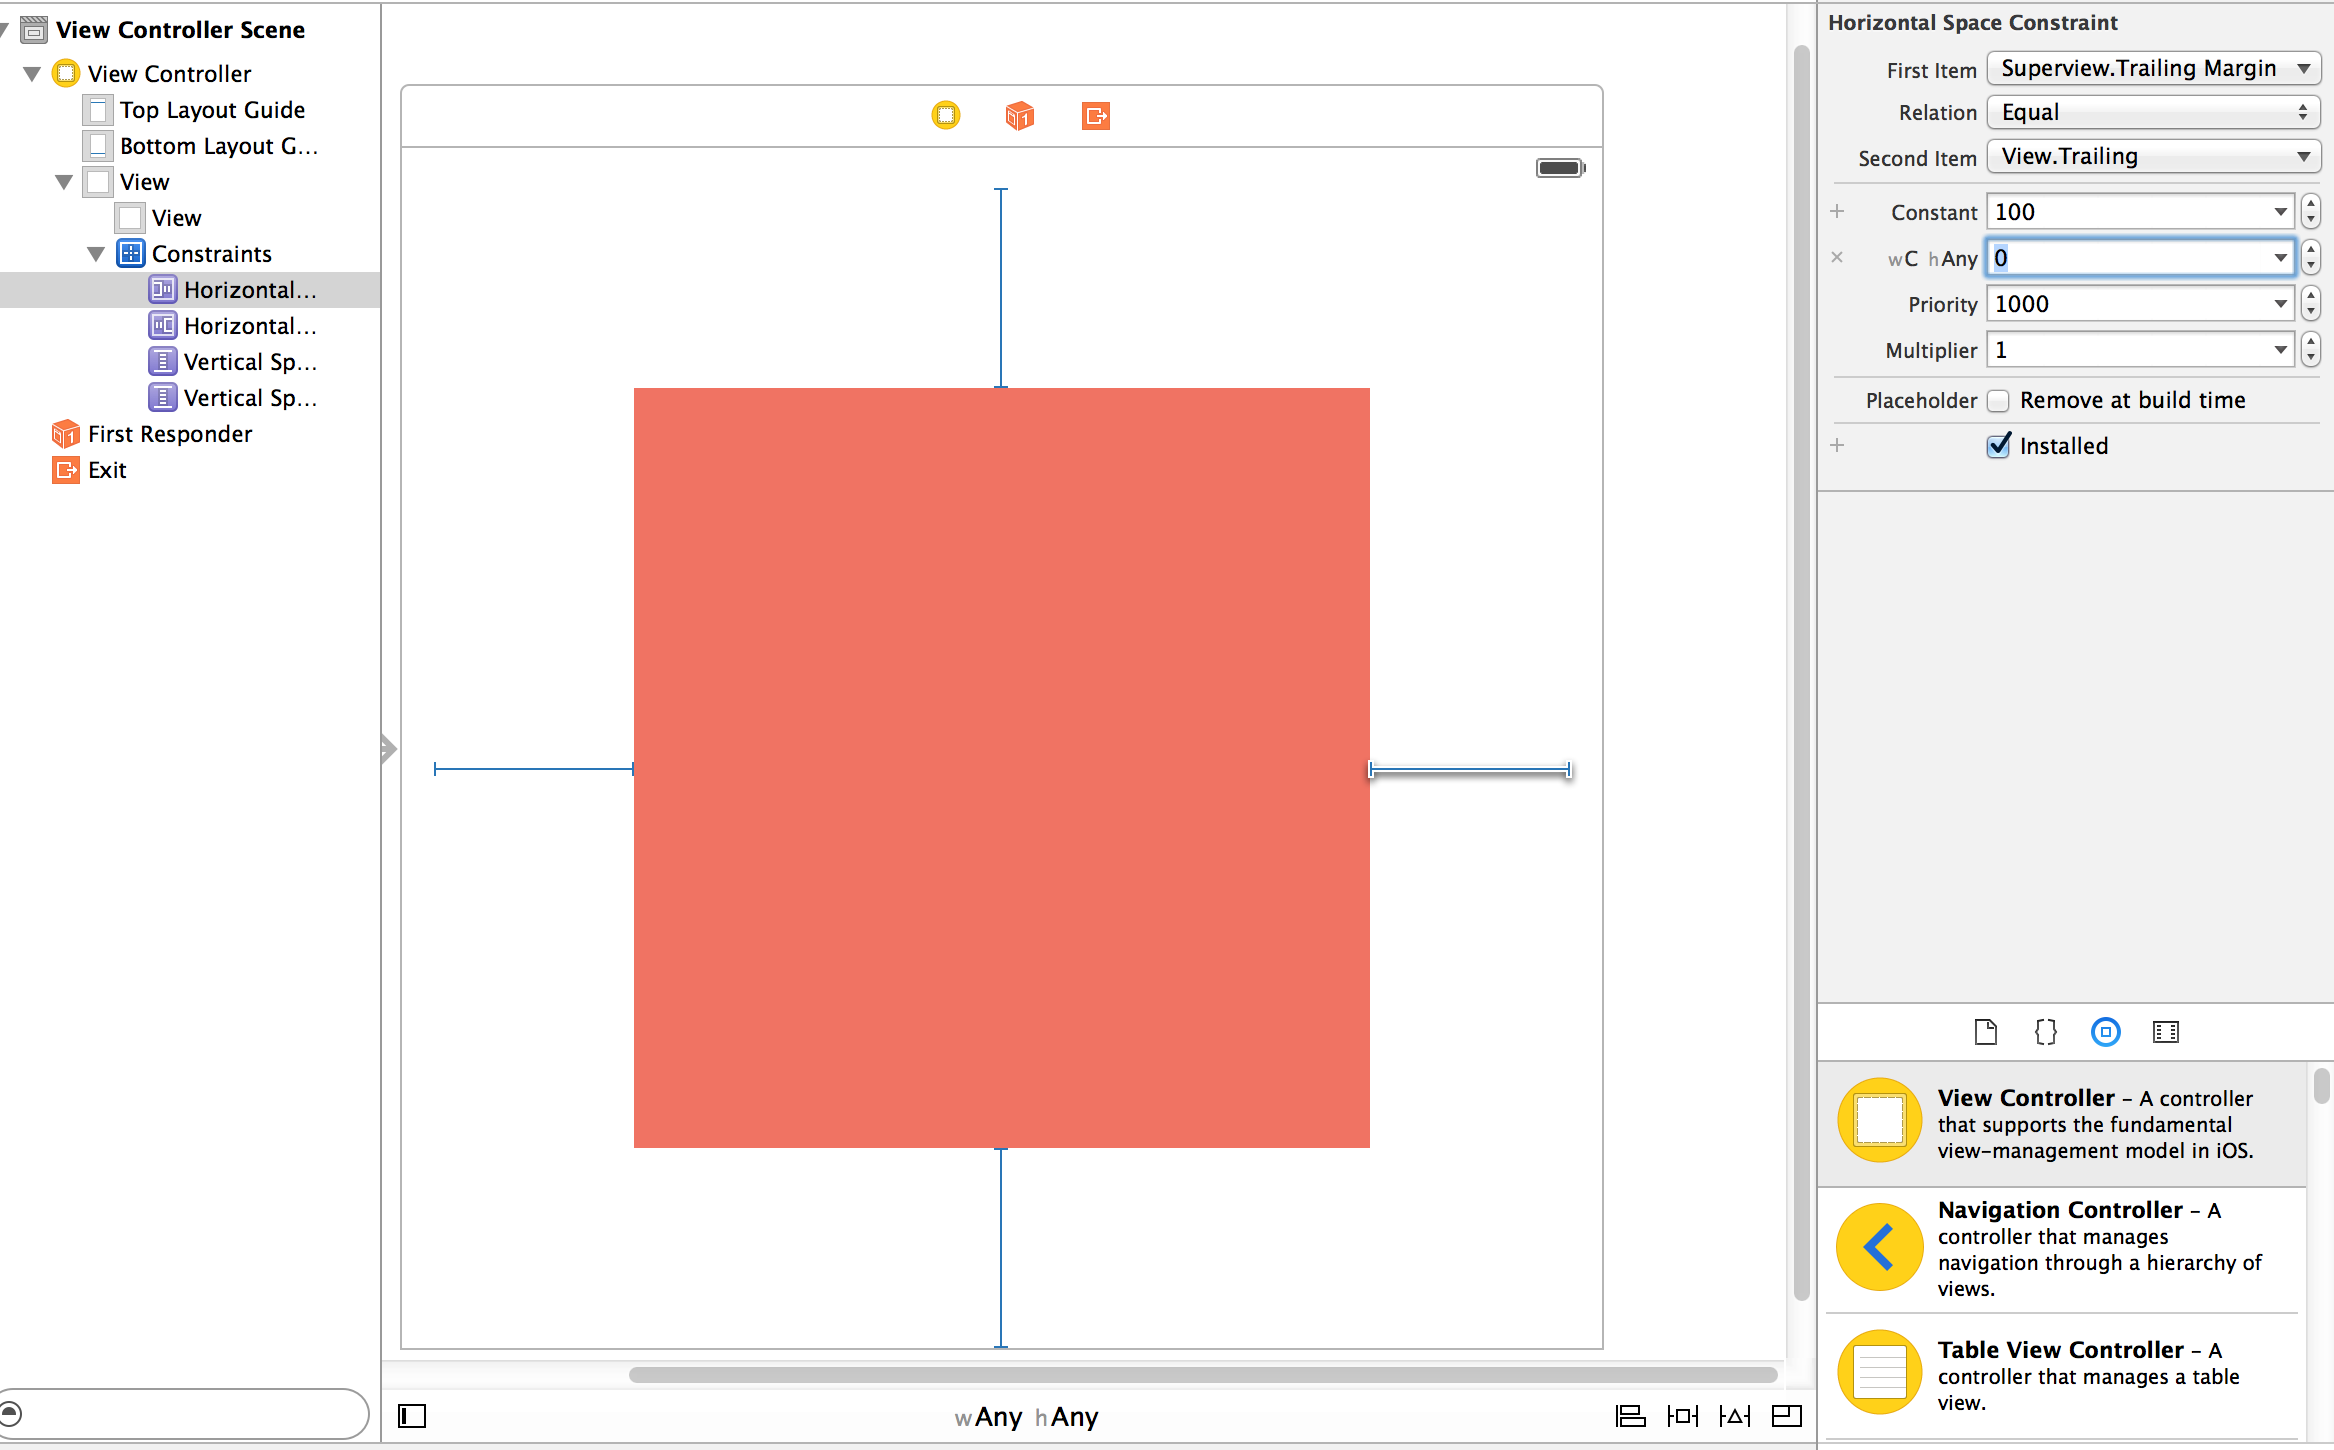 View Controller Scene
View Controller
Top Layout Guide
Bottom Layout G...
View
View
Constraints
Horizontal...
Horizontal...
Vertical Sp...
Vertical Sp...
First Responder
Exit
wAny hAny
Horizontal Space Constraint
First Item Superview.Trailing Margin
Relation Equal
Second Item View.Trailing
+ Constant 100
× wC hAny 0
Priority 1000
Multiplier 1
Placeholder Remove at build time
+ Installed
View Controller – A controller
that supports the fundamental
view-management model in iOS.
Navigation Controller – A
controller that manages
navigation through a hierarchy of
views.
Table View Controller – A
controller that manages a table
view.